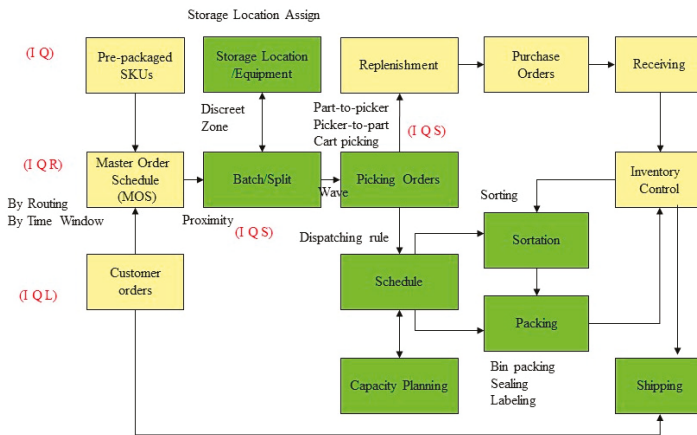 Storage Location Assign
(I Q)
Pre-packaged
SKUs
Storage Location
/Equipment
Replenishment
Purchase
Orders
Receiving
Discreet
Zone
Part-to-picker
Picker-to-part
Cart picking
(I Q S)
(I Q R)
Master Order
Schedule
(MOS)
Batch/Split
Wave
Picking Orders
Inventory
Control
By Routing
By Time Window
Proximity
(I Q S)
Sorting
Dispatching rule
Sortation
Customer
orders
(I Q L)
Schedule
Packing
Bin packing
Sealing
Labeling
Capacity Planning
Shipping